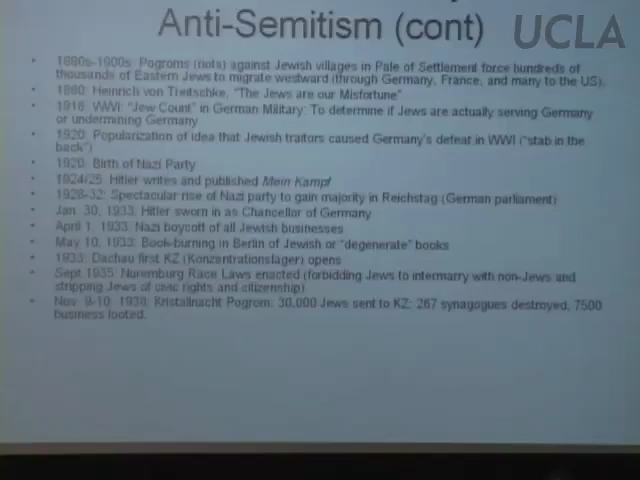 Anti-Semitism (cont)
UCLA
• 1880s-1900s: Pogroms (riots) against Jewish villages in Pale of Settlement force hundreds of
thousands of Eastern Jews to migrate westward (through Germany, France, and many to the US).
• 1880: Heinrich von Treitschke, "The Jews are our Misfortune"
• 1916: WWI: "Jew Count" in German Military: To determine if Jews are actually serving Germany
or undermining Germany
• 1920: Popularization of idea that Jewish traitors caused Germany's defeat in WWI ("stab in the
back")
• 1920: Birth of Nazi Party
• 1924/25: Hitler writes and published Mein Kampf
• 1928-32: Spectacular rise of Nazi party to gain majority in Reichstag (German parliament)
• Jan. 30, 1933: Hitler sworn in as Chancellor of Germany
• April 1, 1933: Nazi boycott of all Jewish businesses
• May 10, 1933: Book-burning in Berlin of Jewish or "degenerate" books
• 1933: Dachau first KZ (Konzentrationslager) opens
• Sept 1935: Nuremburg Race Laws enacted (forbidding Jews to intermarry with non-Jews and
stripping Jews of civic rights and citizenship)
• Nov. 9-10, 1938: Kristallnacht Pogrom: 30,000 Jews sent to KZ; 267 synagogues destroyed, 7500
business looted.